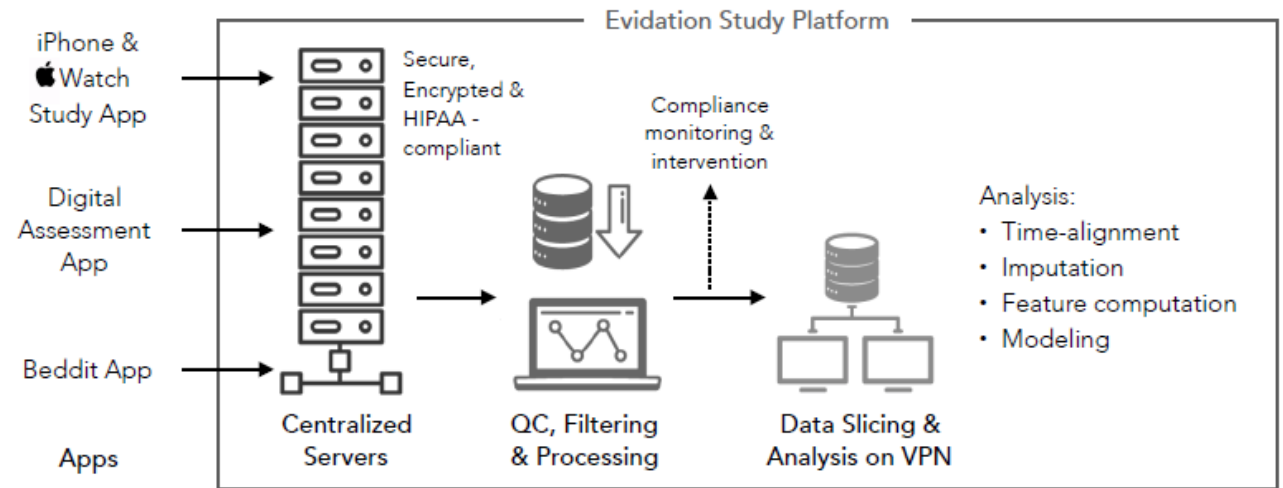 Evidation Study Platform
iPhone &
Watch
Study App
Digital
Assessment
App
Beddit App
Apps
Secure,
Encrypted &
HIPAA -
compliant
Centralized
Servers
QC, Filtering
& Processing
Compliance
monitoring &
intervention
Data Slicing &
Analysis on VPN
Analysis:
• Time-alignment
• Imputation
• Feature computation
• Modeling